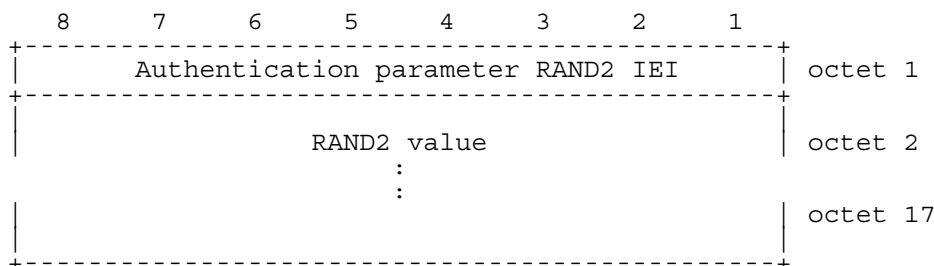 8 7 6 5 4 3 2 1
Authentication parameter RAND2 IEI octet 1
RAND2 value octet 2
:
:
octet 17